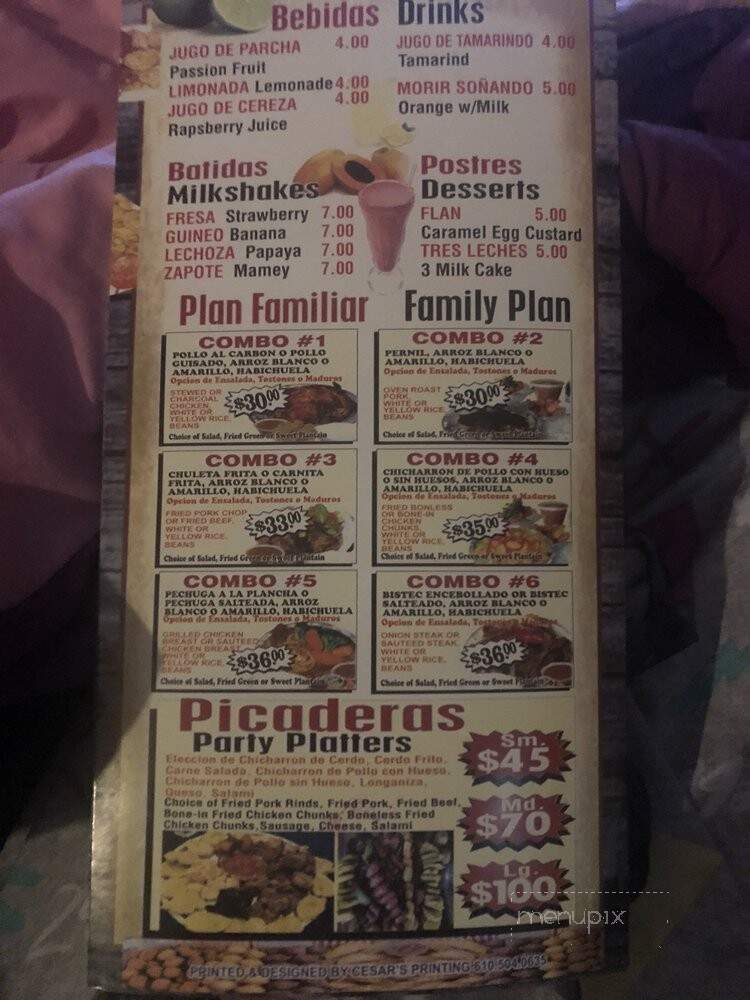 Bebidas Drinks
JUGO DE PARCHA 4.00
Passion Fruit
LIMONADA Lemonade 4.00
JUGO DE CEREZA 4.00
Rapsberry Juice
JUGO DE TAMARINDO 4.00
Tamarind
MORIR SOÑANDO 5.00
Orange w/Milk
Batidas
Milkshakes
FRESA Strawberry 7.00
GUINEO Banana 7.00
LECHOZA Papaya 7.00
ZAPOTE Mamey 7.00
Postres
Desserts
FLAN 5.00
Caramel Egg Custard
TRES LECHES 5.00
3 Milk Cake
Plan Familiar Family Plan
COMBO #1
POLLO AL CARBON O POLLO
GUISADO, ARROZ BLANCO O
AMARILLO, HABICHUELA
Opcion de Ensalada, Tostones o Maduros
STEWED OR
CHARCOAL
CHICKEN,
WHITE OR
YELLOW RICE,
BEANS
$30.00
Choice of Salad, Fried Green or Sweet Plantain
COMBO #2
PERNIL, ARROZ BLANCO O
AMARILLO, HABICHUELA
Opcion de Ensalada, Tostones o Maduros
OVEN ROAST
PORK,
WHITE OR
YELLOW RICE,
BEANS
$30.00
Choice of Salad, Fried Green or Sweet Plantain
COMBO #3
CHULETA FRITA O CARNITA
FRITA, ARROZ BLANCO O
AMARILLO, HABICHUELA
Opcion de Ensalada, Tostones o Maduros
FRIED PORK CHOP
OR FRIED BEEF,
WHITE OR
YELLOW RICE,
BEANS
$33.00
Choice of Salad, Fried Green or Sweet Plantain
COMBO #4
CHICHARRON DE POLLO CON HUESO
O SIN HUESOS, ARROZ BLANCO O
AMARILLO, HABICHUELA
Opcion de Ensalada, Tostones o Maduros
FRIED BONLESS
OR BONE-IN
CHICKEN
CHUNKS,
WHITE OR
YELLOW RICE,
BEANS
$35.00
Choice of Salad, Fried Green or Sweet Plantain
COMBO #5
PECHUGA A LA PLANCHA O
PECHUGA SALTEADA, ARROZ
BLANCO O AMARILLO, HABICHUELA
Opcion de Ensalada, Tostones o Maduros
GRILLED CHICKEN
BREAST OR SAUTEED
CHICKEN BREAST
WHITE OR
YELLOW RICE,
BEANS
$36.00
Choice of Salad, Fried Green or Sweet Plantain
COMBO #6
BISTEC ENCEBOLLADO OR BISTEC
SALTEADO, ARROZ BLANCO O
AMARILLO, HABICHUELA
Opcion de Ensalada, Tostones o Maduros
ONION STEAK OR
SAUTEED STEAK,
WHITE OR
YELLOW RICE,
BEANS
$36.00
Choice of Salad, Fried Green or Sweet Plantain
Picaderas
Party Platters
Eleccion de Chicharron de Cerdo, Cerdo Frito,
Carne Salada, Chicharron de Pollo con Hueso,
Chicharron de Pollo sin Hueso, Longaniza,
Queso, Salami
Choice of Fried Pork Rinds, Fried Pork, Fried Beef,
Bone-in Fried Chicken Chunks, Boneless Fried
Chicken Chunks, Sausage, Cheese, Salami
Sm.
$45
Md.
$70
Lg.
$100
menupix
PRINTED & DESIGNED BY CESAR'S PRINTING 610.504.0635